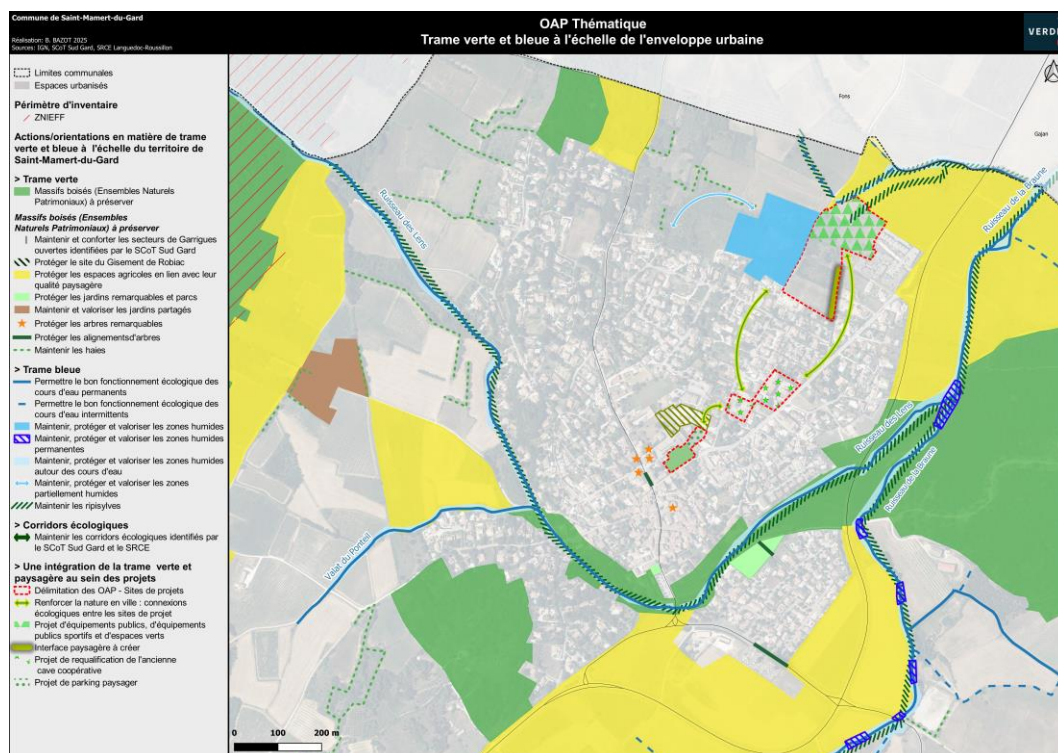 Commune de Saint-Mamert-du-Gard
Réalisation: B. BAZOT 2025
Sources: IGN, SCoT Sud Gard, SRCE Languedoc-Roussillon
OAP Thématique
Trame verte et bleue à l'échelle de l'enveloppe urbaine
VERDI
Limites communales
Espaces urbanisés
Périmètre d'inventaire
ZNIEFF
Actions/orientations en matière de trame
verte et bleue à l'échelle du territoire de
Saint-Mamert-du-Gard
> Trame verte
Massifs boisés (Ensembles Naturels
Patrimoniaux) à préserver
Massifs boisés (Ensembles
Naturels Patrimoniaux) à préserver
Maintenir et conforter les secteurs de Garrigues
ouvertes identifiées par le SCoT Sud Gard
Protéger le site du Gisement de Robiac
Protéger les espaces agricoles en lien avec leur
qualité paysagère
Protéger les jardins remarquables et parcs
Maintenir et valoriser les jardins partagés
Protéger les arbres remarquables
Protéger les alignementsd'arbres
Maintenir les haies
> Trame bleue
Permettre le bon fonctionnement écologique des
cours d'eau permanents
Permettre le bon fonctionnement écologique des
cours d'eau intermittents
Maintenir, protéger et valoriser les zones humides
Maintenir, protéger et valoriser les zones humides
permanentes
Maintenir, protéger et valoriser les zones humides
autour des cours d'eau
Maintenir, protéger et valoriser les zones
partiellement humides
Maintenir les ripisylves
> Corridors écologiques
Maintenir les corridors écologiques identifiés par
le SCoT Sud Gard et le SRCE
> Une intégration de la trame verte et
paysagère au sein des projets
Délimitation des OAP - Sites de projets
Renforcer la nature en ville : connexions
écologiques entre les sites de projet
Projet d'équipements publics, d'équipements
publics sportifs et d'espaces verts
Interface paysagère à créer
Projet de requalification de l'ancienne
cave coopérative
Projet de parking paysager
Fons
Gajan
Ruisseau des Lens
Ruisseau de la Braune
Ruisseau des Lens
Ruisseau de la Braune
Valat du Ponteil
0 100 200 m